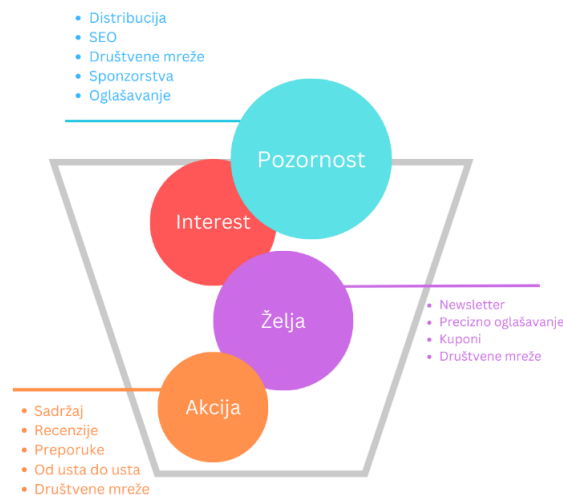 Distribucija
SEO
Društvene mreže
Sponzorstva
Oglašavanje
Pozornost
Interest
Želja
Newsletter
Precizno oglašavanje
Kuponi
Društvene mreže
Akcija
Sadržaj
Recenzije
Preporuke
Od usta do usta
Društvene mreže